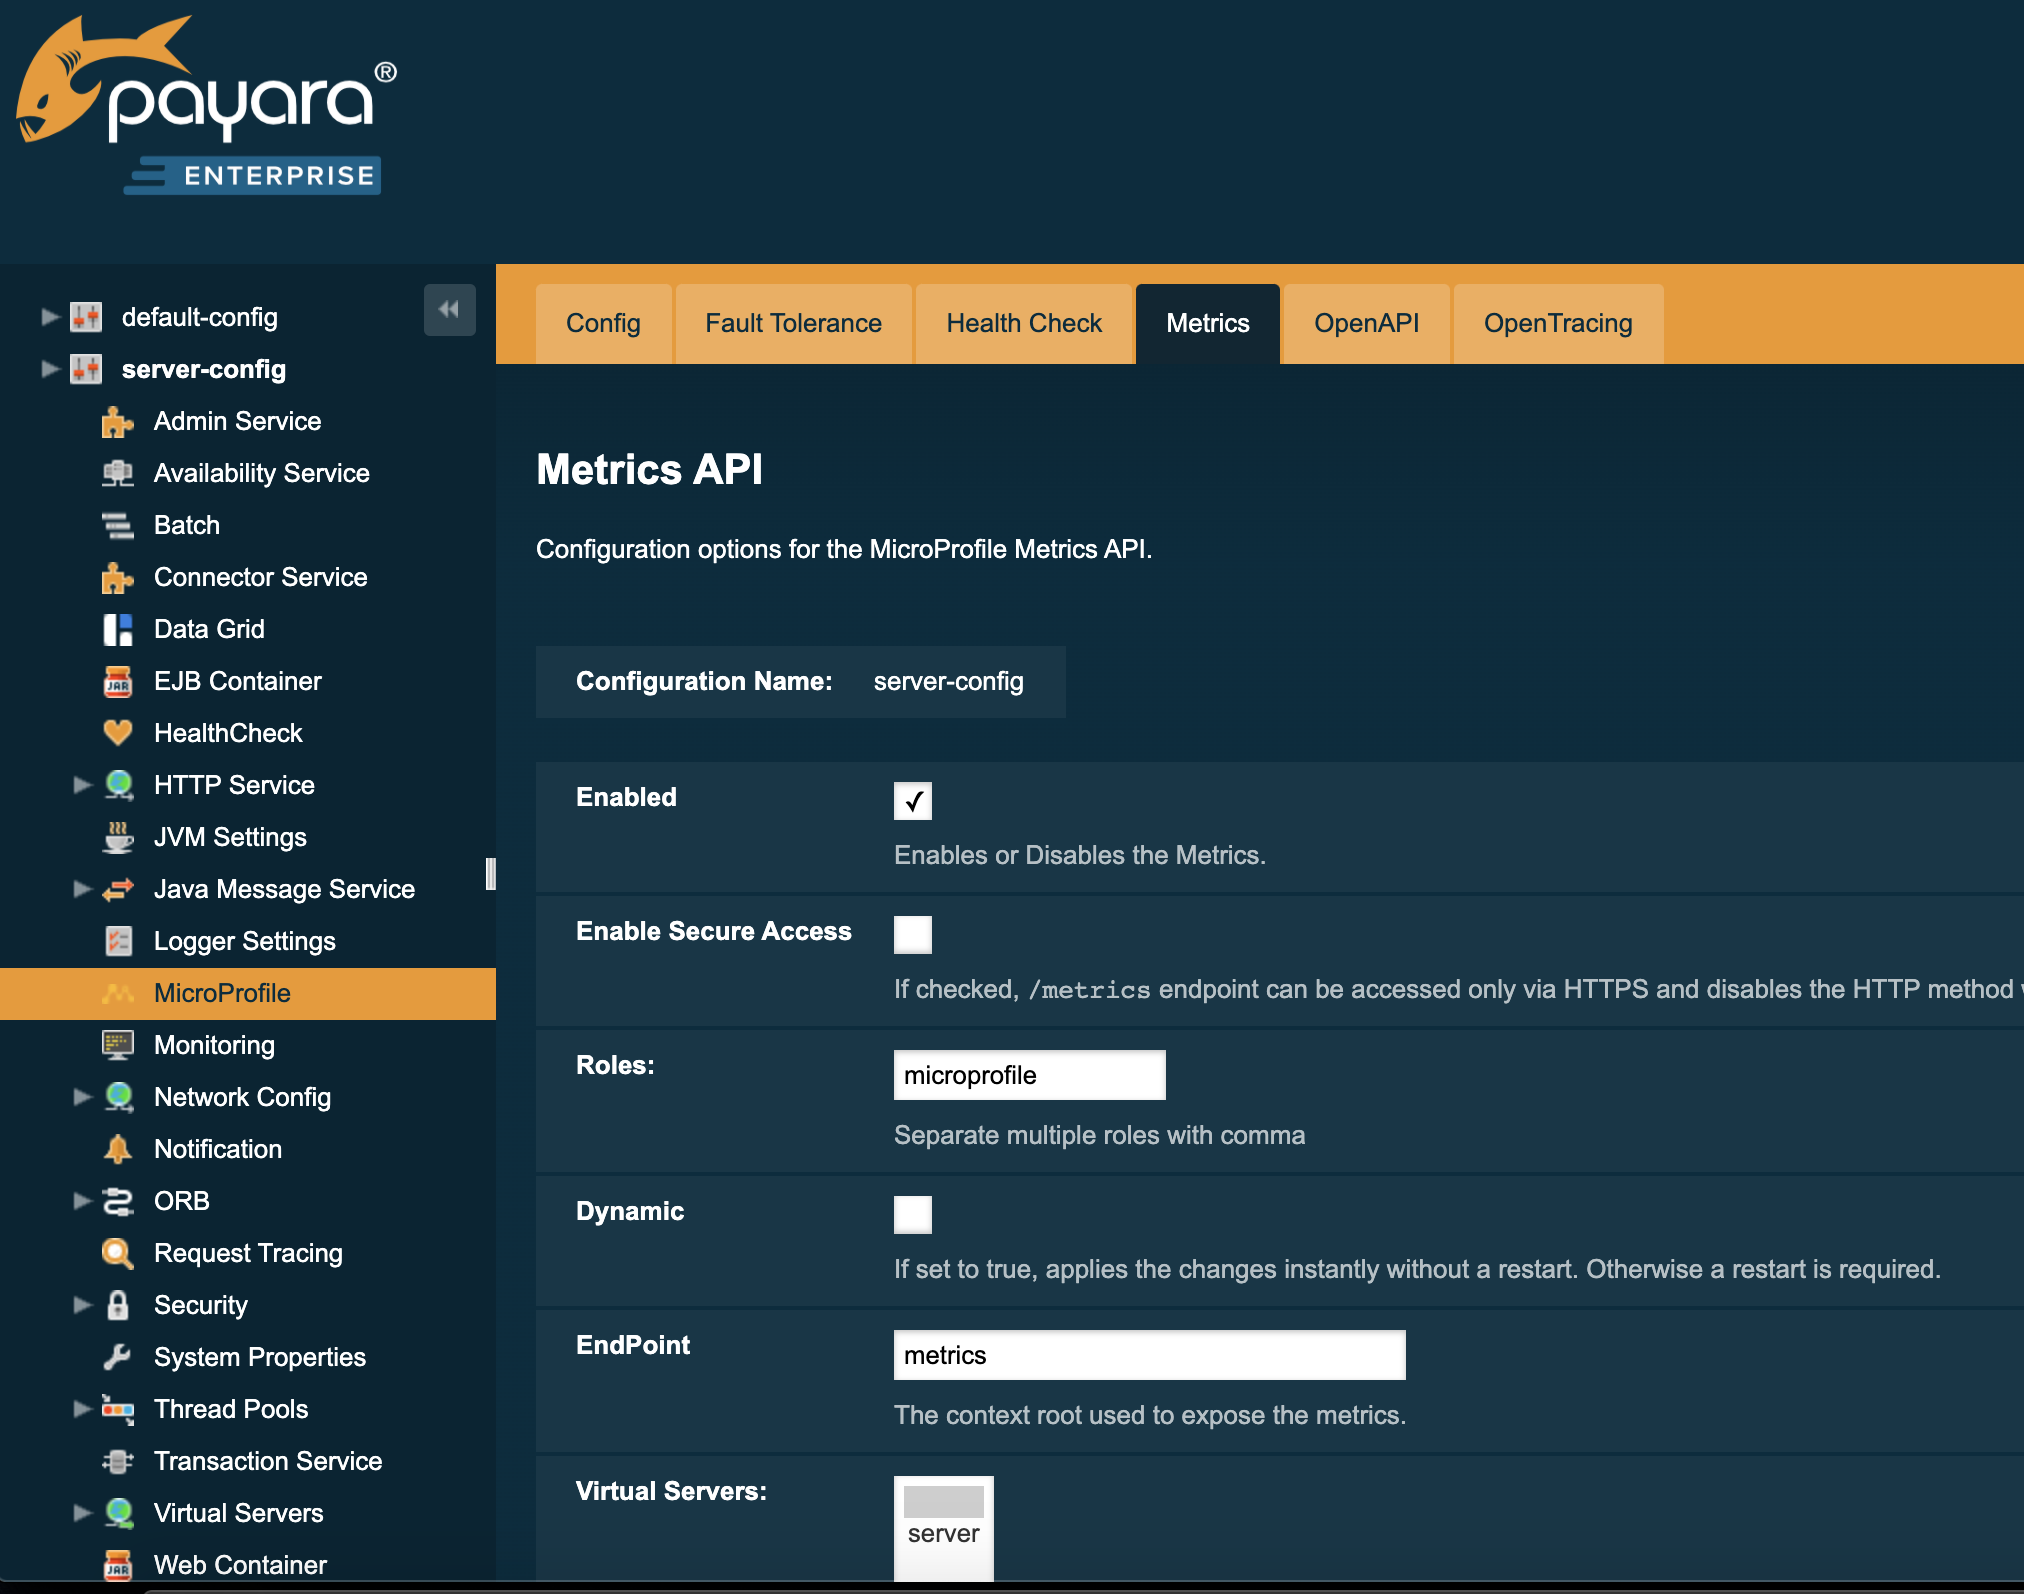 payara®
ENTERPRISE
default-config
server-config
Admin Service
Availability Service
Batch
Connector Service
Data Grid
EJB Container
HealthCheck
HTTP Service
JVM Settings
Java Message Service
Logger Settings
MicroProfile
Monitoring
Network Config
Notification
ORB
Request Tracing
Security
System Properties
Thread Pools
Transaction Service
Virtual Servers
Web Container
Config
Fault Tolerance
Health Check
Metrics
OpenAPI
OpenTracing
Metrics API
Configuration options for the MicroProfile Metrics API.
Configuration Name: server-config
Enabled
Enables or Disables the Metrics.
Enable Secure Access
If checked, /metrics endpoint can be accessed only via HTTPS and disables the HTTP method
Roles: microprofile
Separate multiple roles with comma
Dynamic
If set to true, applies the changes instantly without a restart. Otherwise a restart is required.
EndPoint metrics
The context root used to expose the metrics.
Virtual Servers:
server